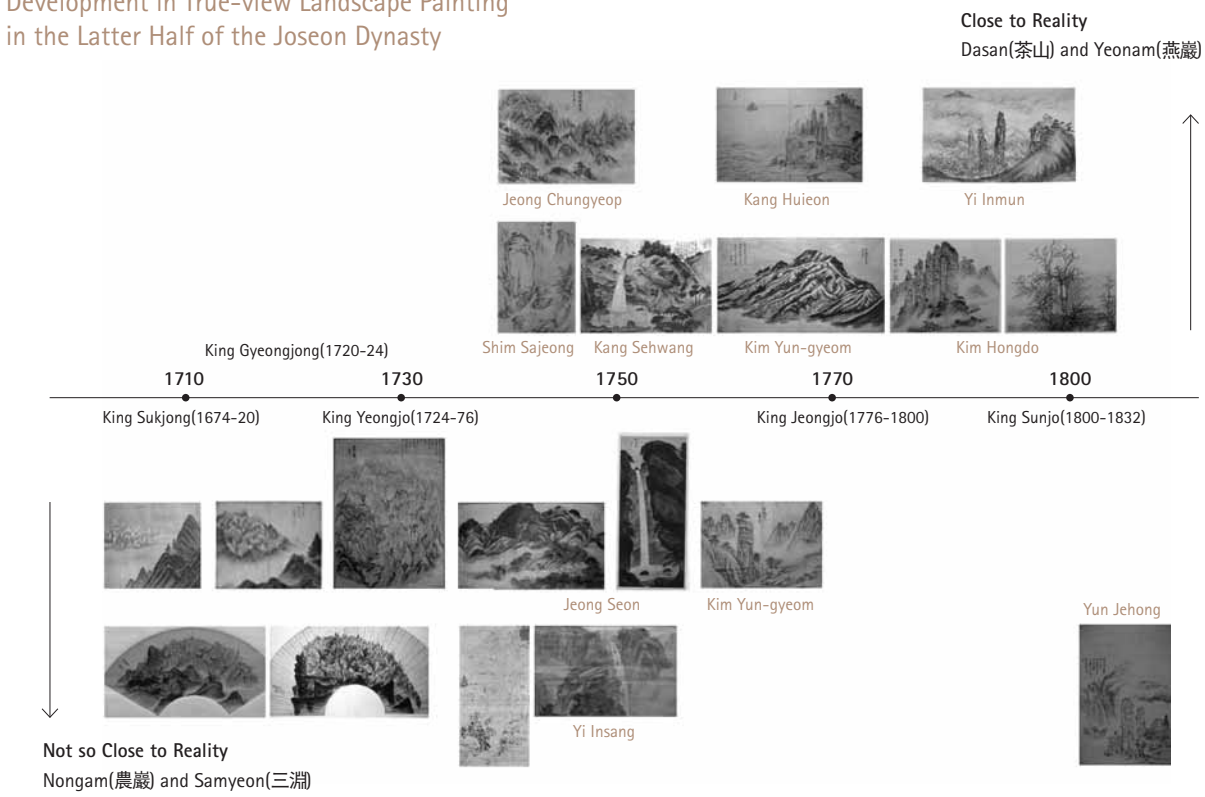 Development in True-view Landscape Painting
in the Latter Half of the Joseon Dynasty
Close to Reality
Dasan(茶山) and Yeonam(燕巖)
Jeong Chungyeop
Kang Huieon
Yi Inmun
Shim Sajeong
Kang Sehwang
Kim Yun-gyeom
Kim Hongdo
King Gyeongjong(1720-24)
1710
1730
1750
1770
1800
King Sukjong(1674-20)
King Yeongjo(1724-76)
King Jeongjo(1776-1800)
King Sunjo(1800-1832)
Jeong Seon
Kim Yun-gyeom
Yun Jehong
Yi Insang
Not so Close to Reality
Nongam(農巖) and Samyeon(三淵)